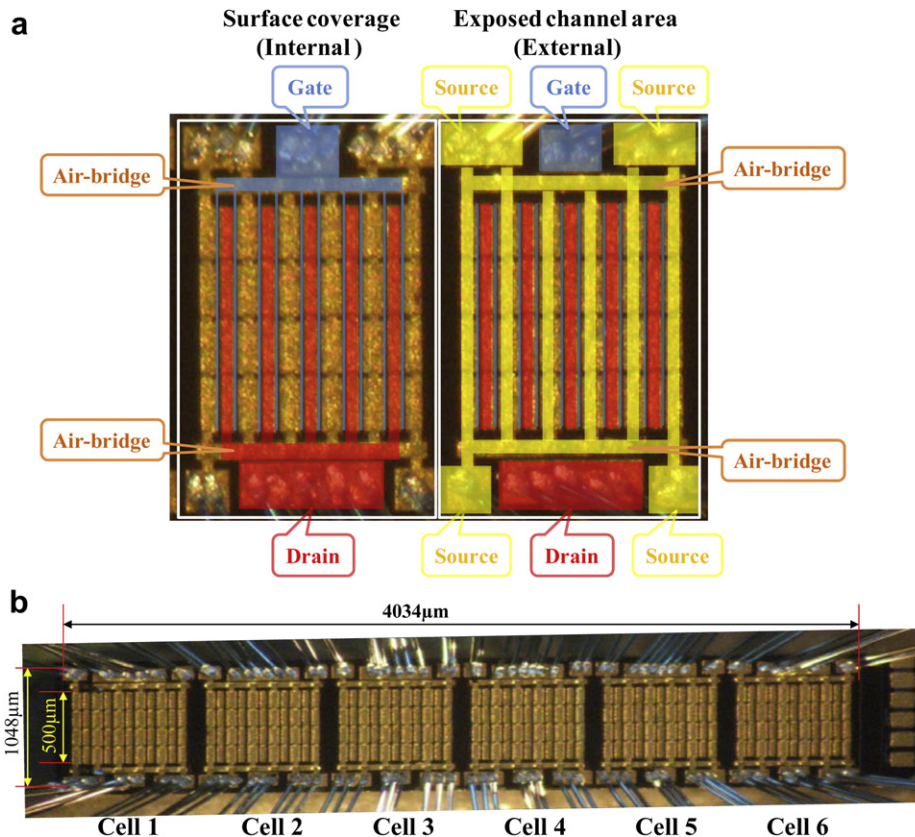 a
Surface coverage
(Internal )
Exposed channel area
(External)
Gate
Source
Gate
Source
Air-bridge
Air-bridge
Air-bridge
Air-bridge
Drain
Source
Drain
Source
b
4034μm
1048μm
500μm
Cell 1
Cell 2
Cell 3
Cell 4
Cell 5
Cell 6